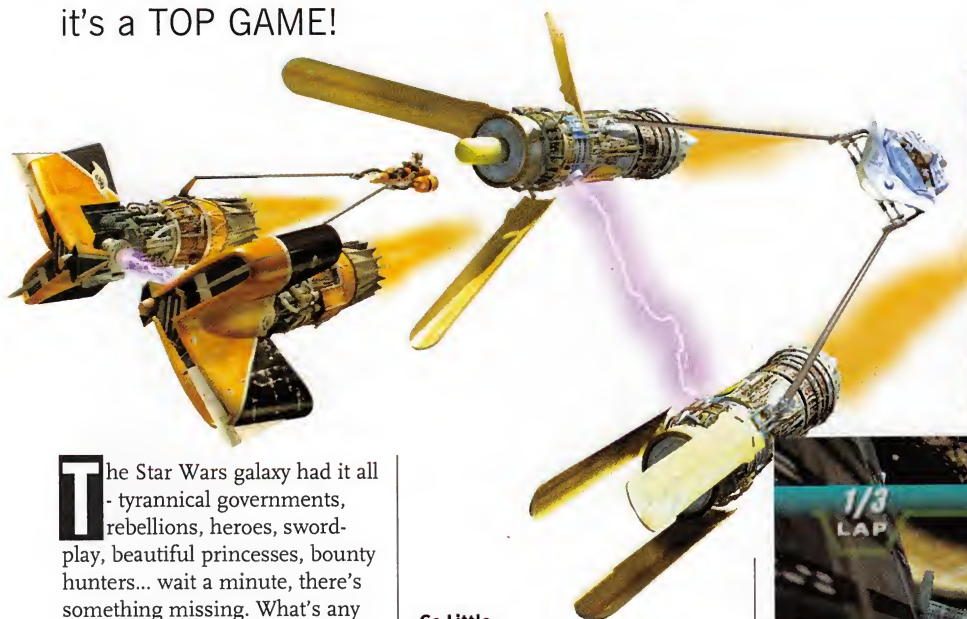 it's a TOP GAME!
The Star Wars galaxy had it all
- tyrannical governments,
rebellions, heroes, sword-
play, beautiful princesses, bounty
hunters... wait a minute, there's
something missing. What's any
1/3
LAP